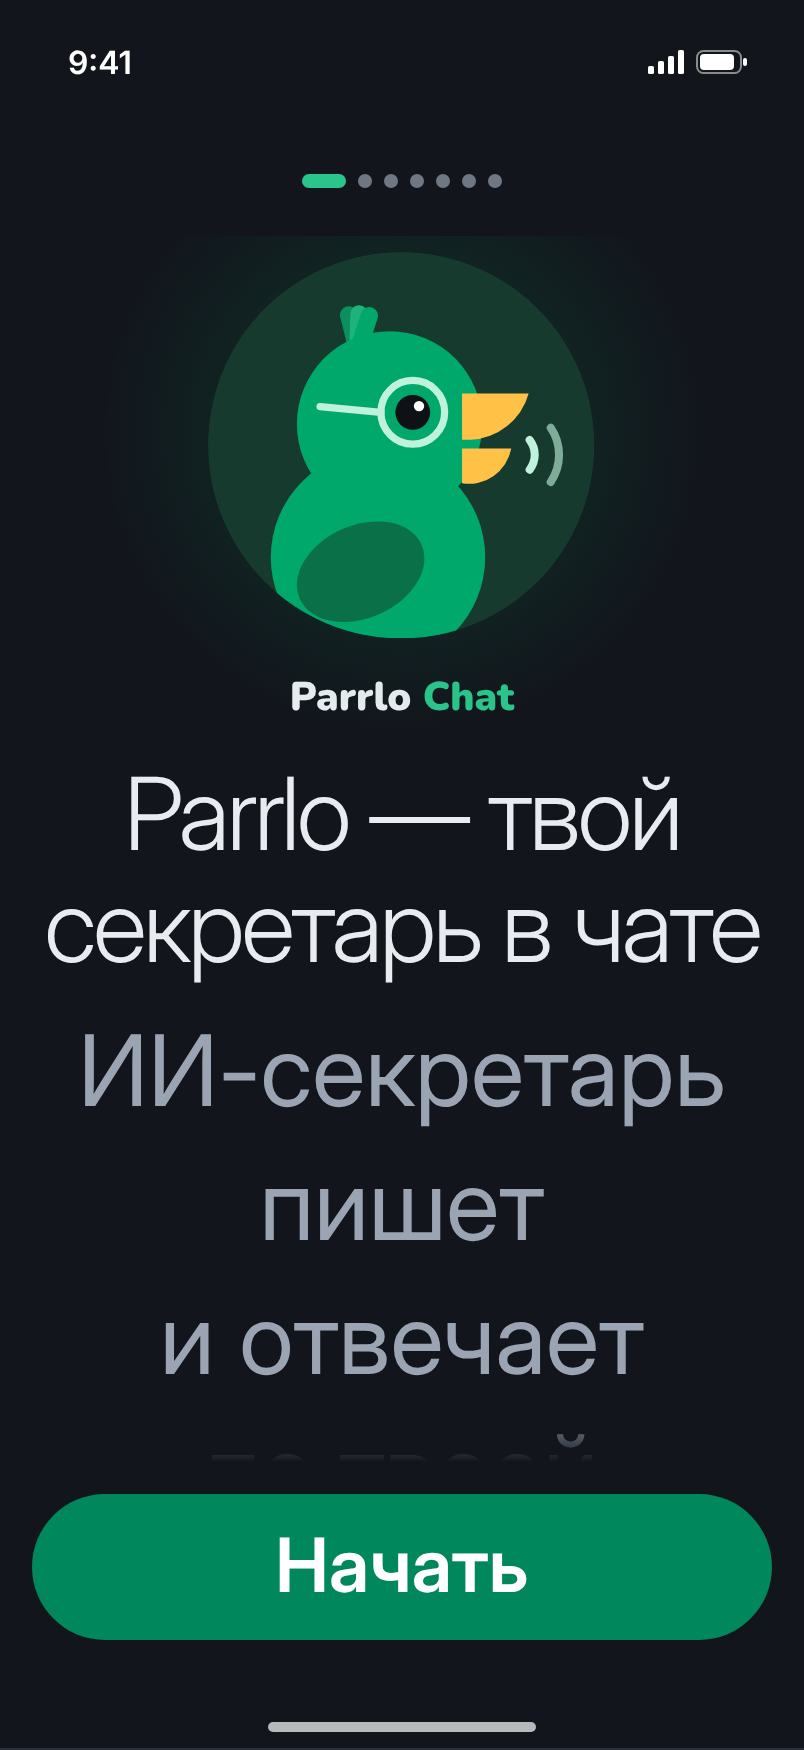 9:41
Parrlo Chat
Parrlo — твой
секретарь в чате
ИИ-секретарь
пишет
и отвечает
Начать